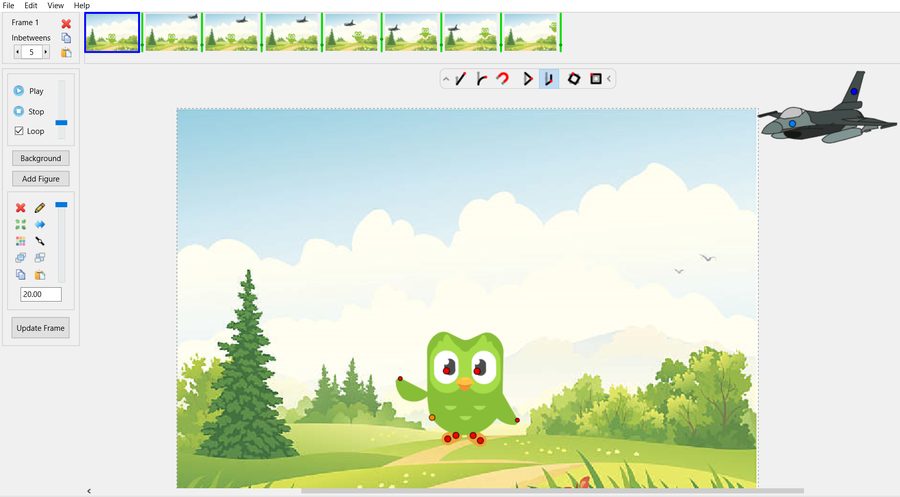 File Edit View Help
Frame 1
Inbetweens
5
Play
Stop
Loop
Background
Add Figure
20.00
Update Frame